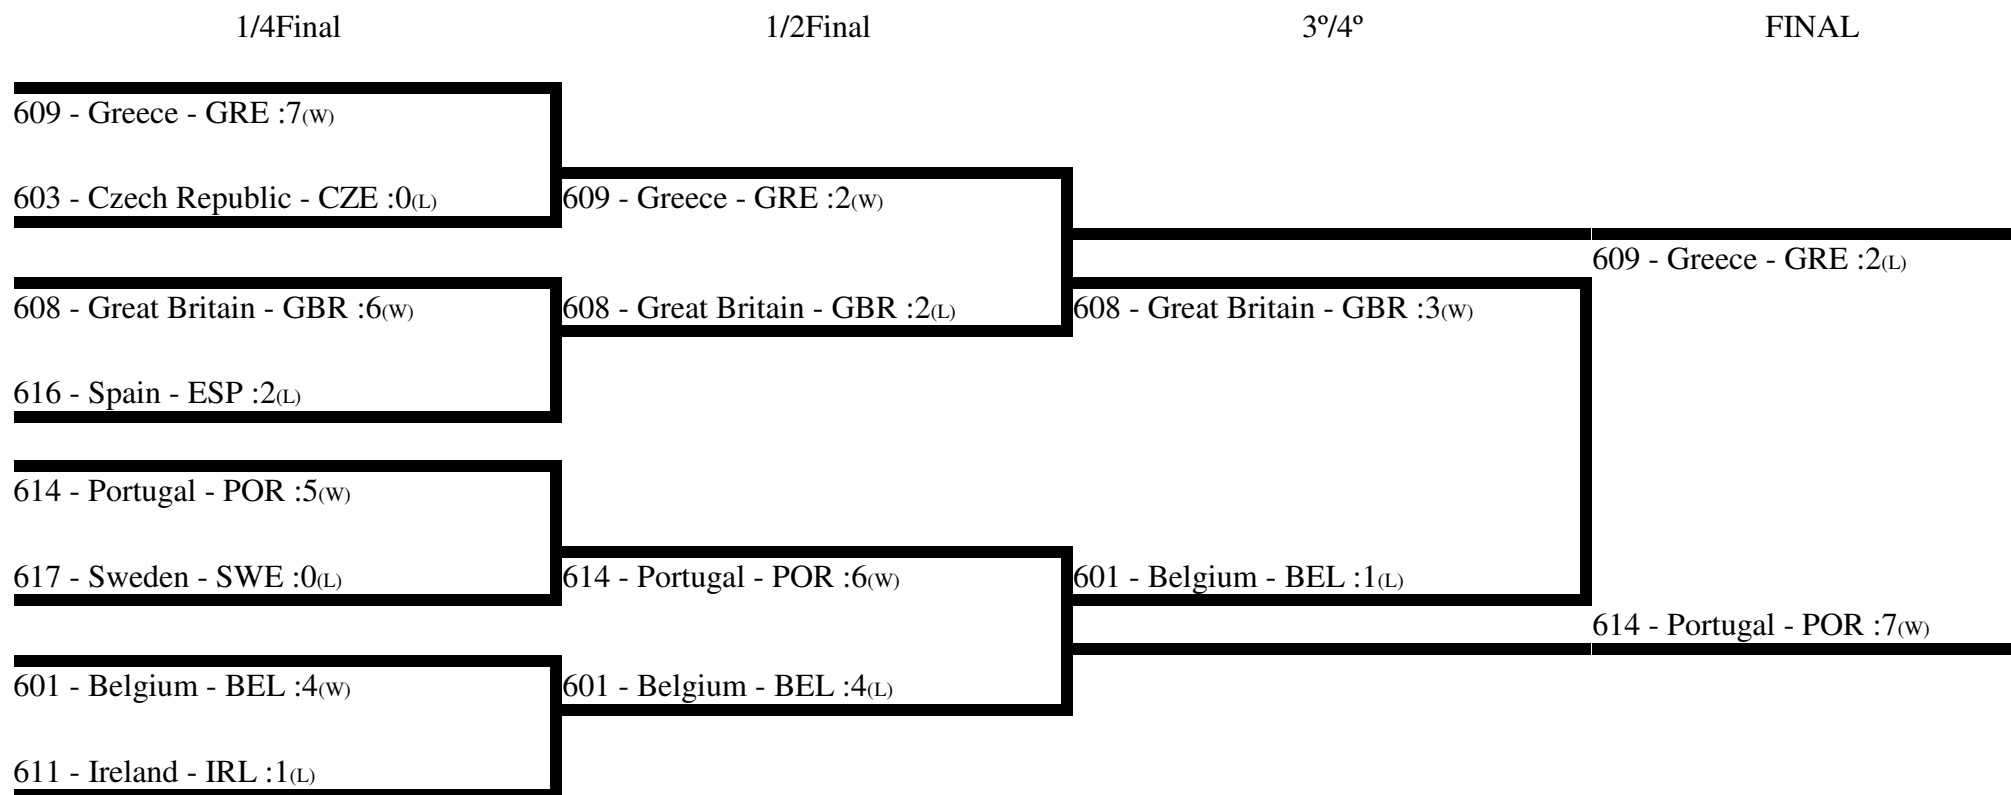 1/4Final
1/2Final
3º/4º
FINAL
609 - Greece - GRE :7(W)
603 - Czech Republic - CZE :0(L)
608 - Great Britain - GBR :6(W)
616 - Spain - ESP :2(L)
614 - Portugal - POR :5(W)
617 - Sweden - SWE :0(L)
601 - Belgium - BEL :4(W)
611 - Ireland - IRL :1(L)
609 - Greece - GRE :2(W)
608 - Great Britain - GBR :2(L)
614 - Portugal - POR :6(W)
601 - Belgium - BEL :4(L)
608 - Great Britain - GBR :3(W)
601 - Belgium - BEL :1(L)
609 - Greece - GRE :2(L)
614 - Portugal - POR :7(W)